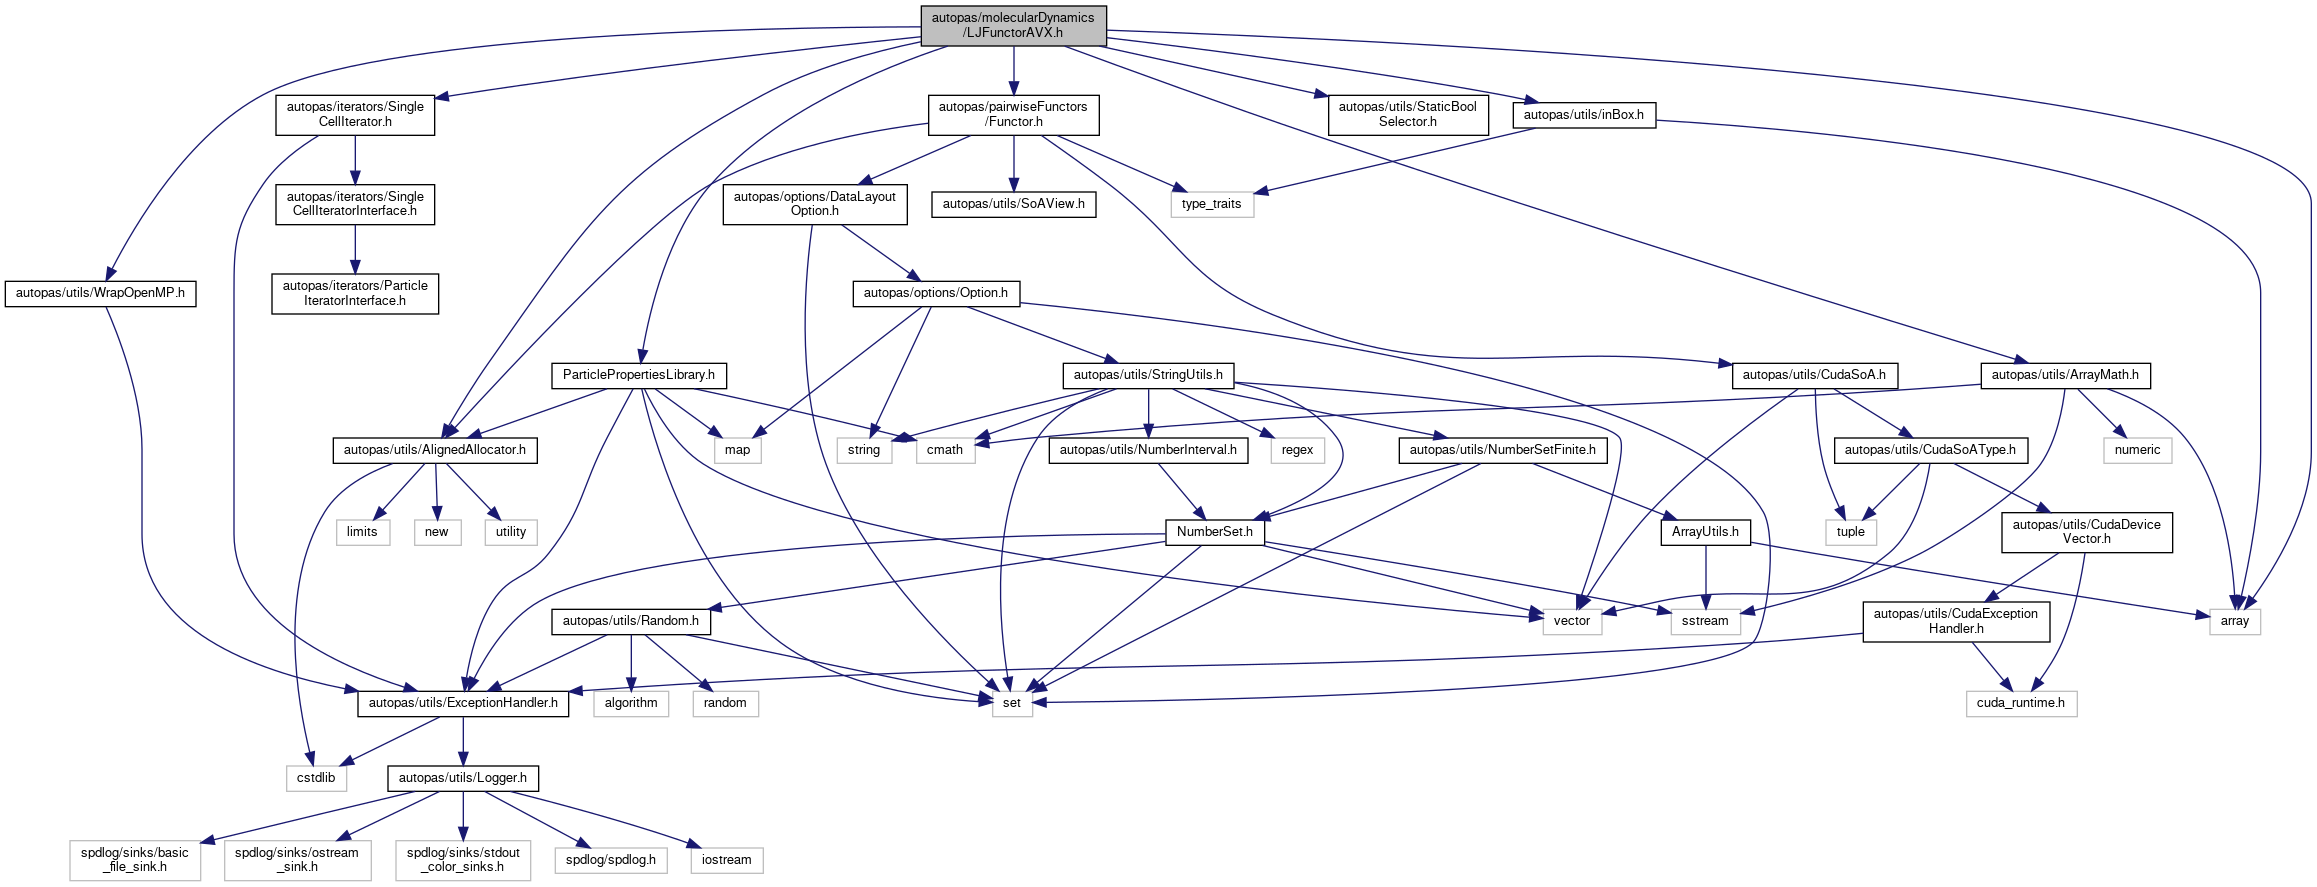 autopas/molecularDynamics
/LJFunctorAVX.h
autopas/iterators/Single
CellIterator.h
autopas/pairwiseFunctors
/Functor.h
autopas/utils/StaticBool
Selector.h
autopas/utils/inBox.h
autopas/iterators/Single
CellIteratorInterface.h
autopas/options/DataLayout
Option.h
autopas/utils/SoAView.h
type_traits
autopas/utils/WrapOpenMP.h
autopas/iterators/Particle
IteratorInterface.h
autopas/options/Option.h
ParticlePropertiesLibrary.h
autopas/utils/StringUtils.h
autopas/utils/CudaSoA.h
autopas/utils/ArrayMath.h
autopas/utils/AlignedAllocator.h
map
string
cmath
autopas/utils/NumberInterval.h
regex
autopas/utils/NumberSetFinite.h
autopas/utils/CudaSoAType.h
numeric
limits
new
utility
NumberSet.h
ArrayUtils.h
tuple
autopas/utils/CudaDevice
Vector.h
autopas/utils/Random.h
vector
sstream
autopas/utils/CudaException
Handler.h
array
autopas/utils/ExceptionHandler.h
algorithm
random
set
cuda_runtime.h
cstdlib
autopas/utils/Logger.h
spdlog/sinks/basic
_file_sink.h
spdlog/sinks/ostream
_sink.h
spdlog/sinks/stdout
_color_sinks.h
spdlog/spdlog.h
iostream